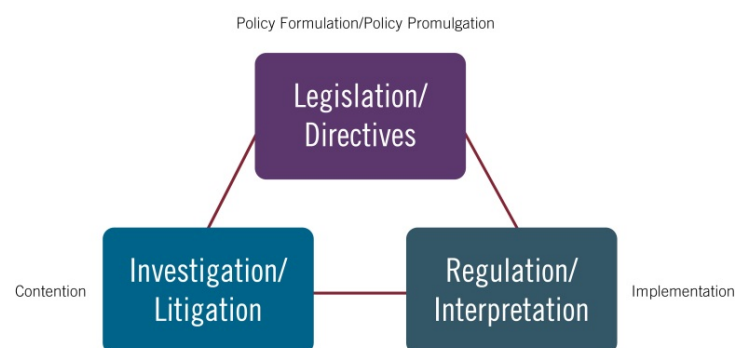 Policy Formulation/Policy Promulgation
Legislation/
Directives
Contention
Investigation/
Litigation
Regulation/
Interpretation
Implementation